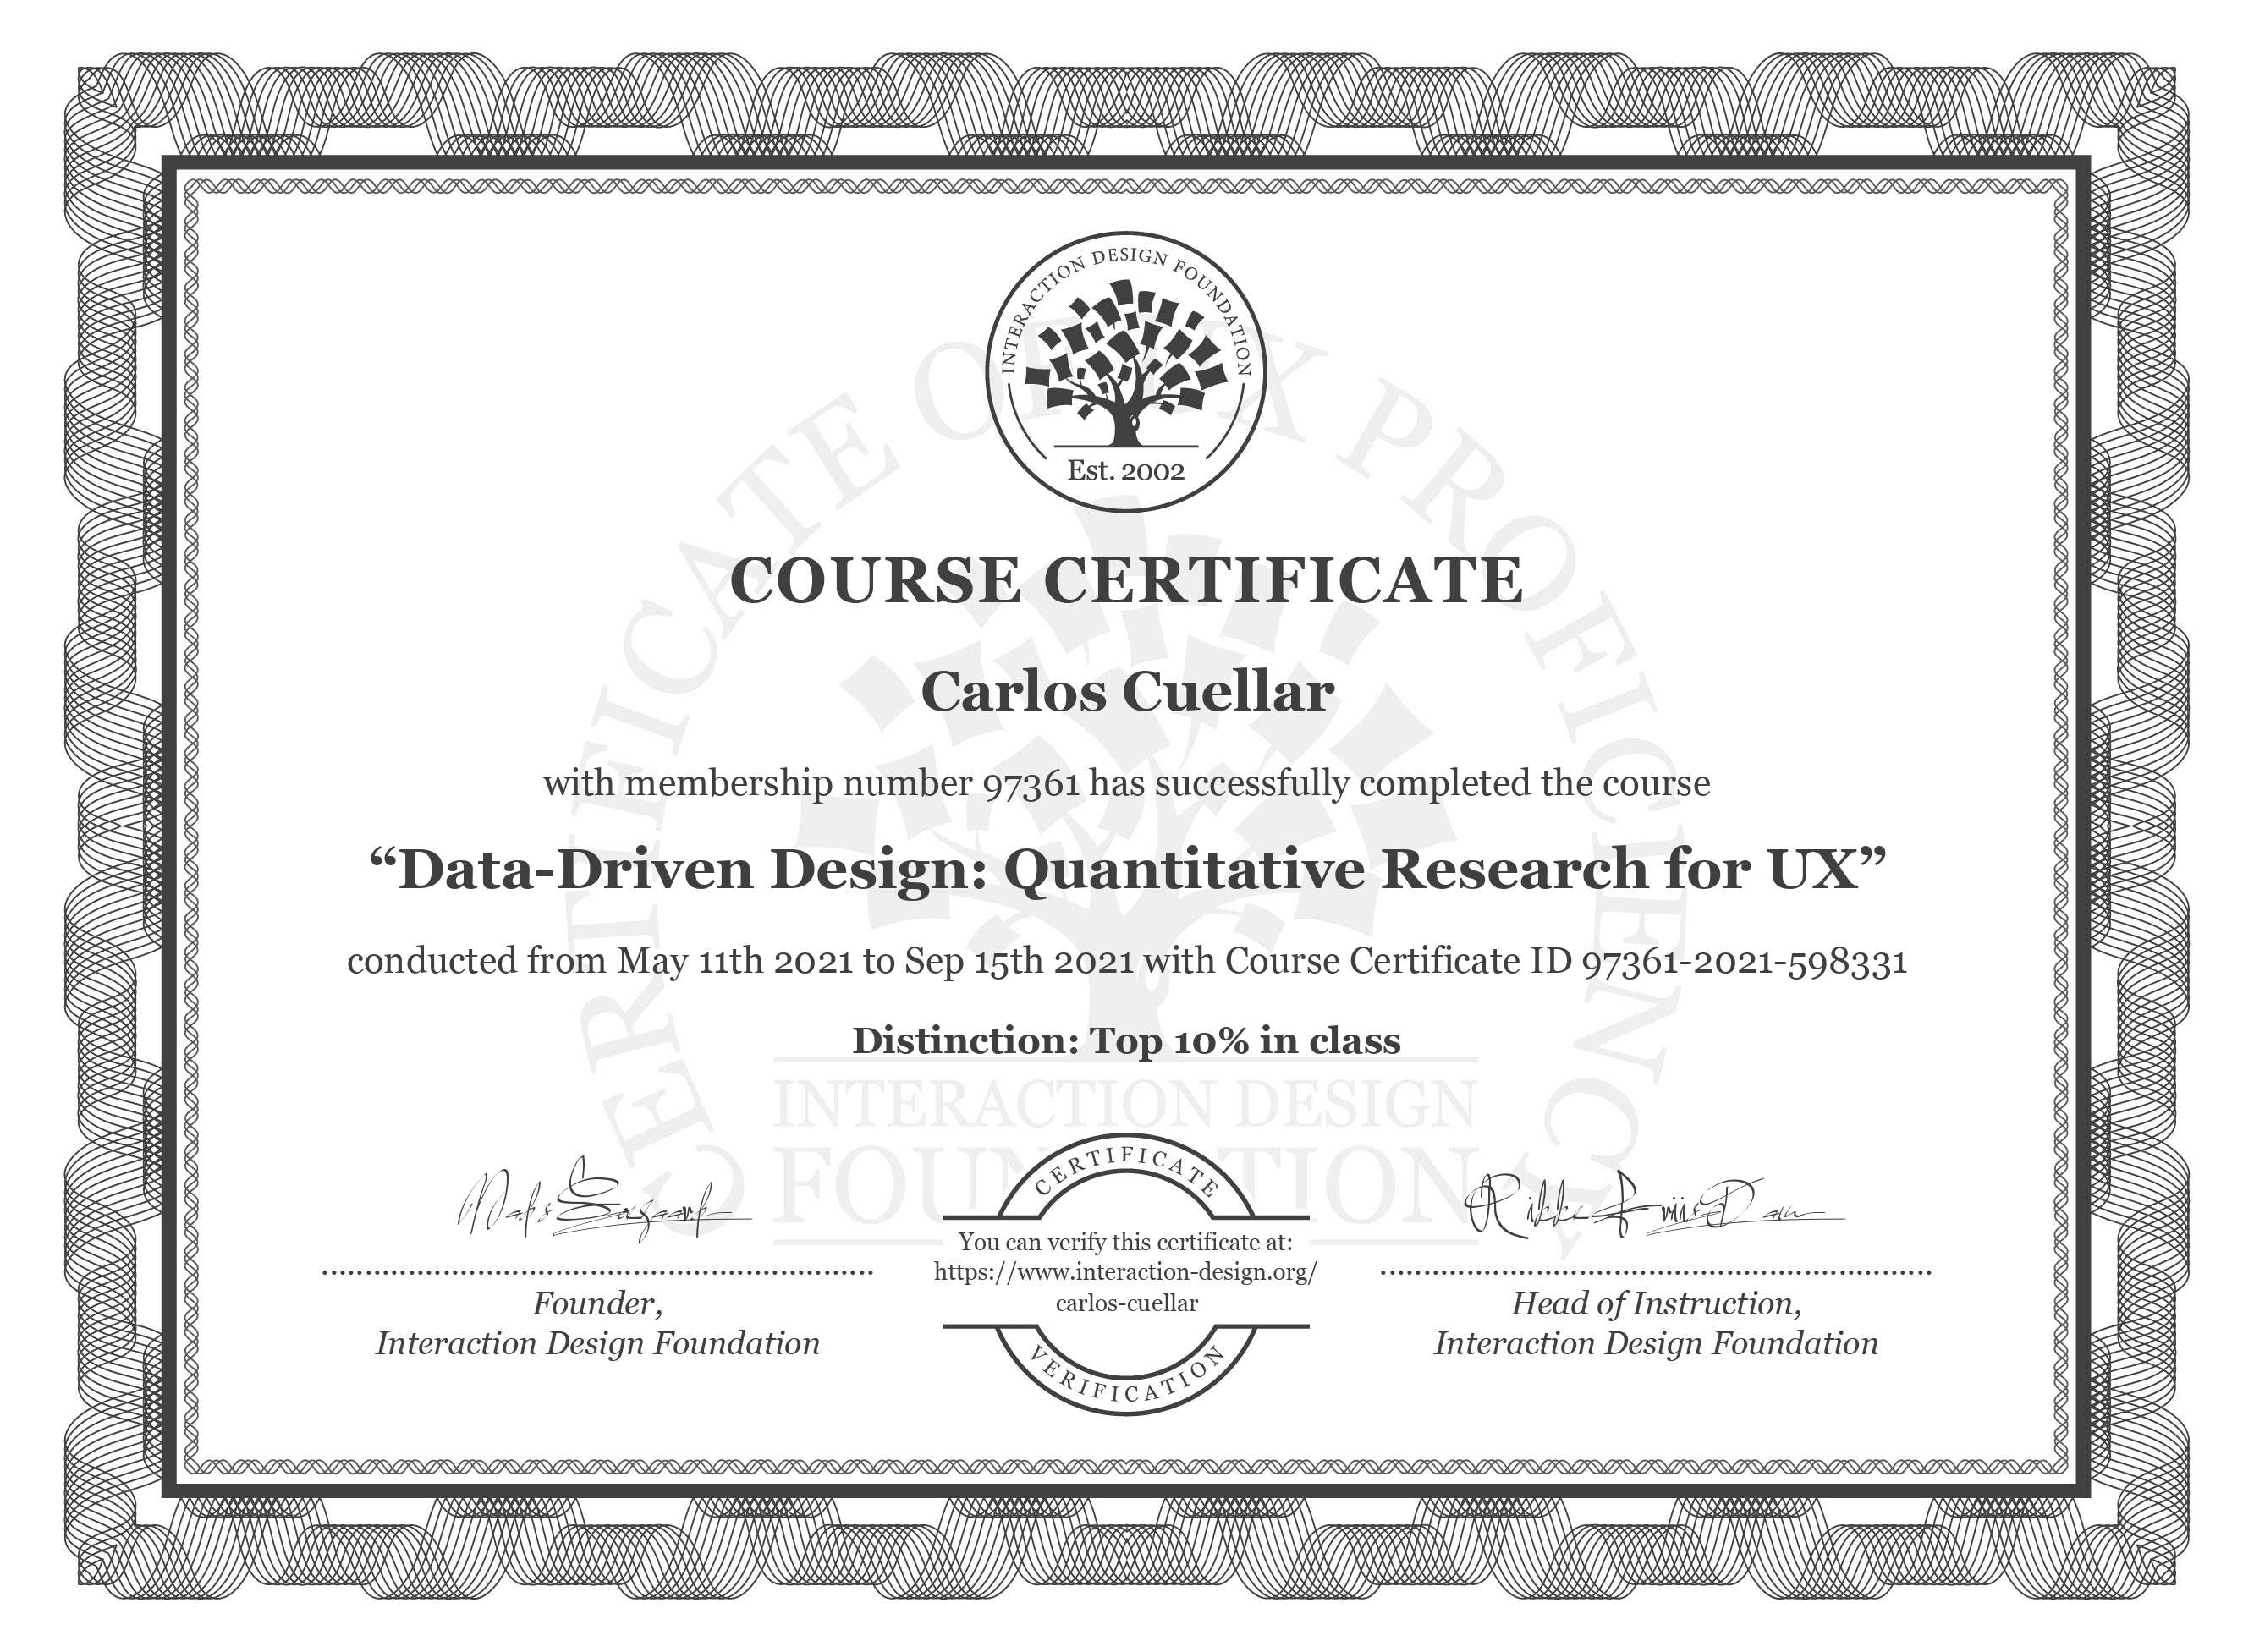 INTERACTION DESIGN FOUNDATION
Est. 2002
CERTIFICATE OF UX PROFICIENCY
COURSE CERTIFICATE
Carlos Cuellar
with membership number 97361 has successfully completed the course
“Data-Driven Design: Quantitative Research for UX”
conducted from May 11th 2021 to Sep 15th 2021 with Course Certificate ID 97361-2021-598331
Distinction: Top 10% in class
INTERACTION DESIGN
FOUNDATION
Mads Soegaard
Founder,
Interaction Design Foundation
CERTIFICATE
You can verify this certificate at:
https://www.interaction-design.org/
carlos-cuellar
VERIFICATION
Rikke Friis Dam
Head of Instruction,
Interaction Design Foundation